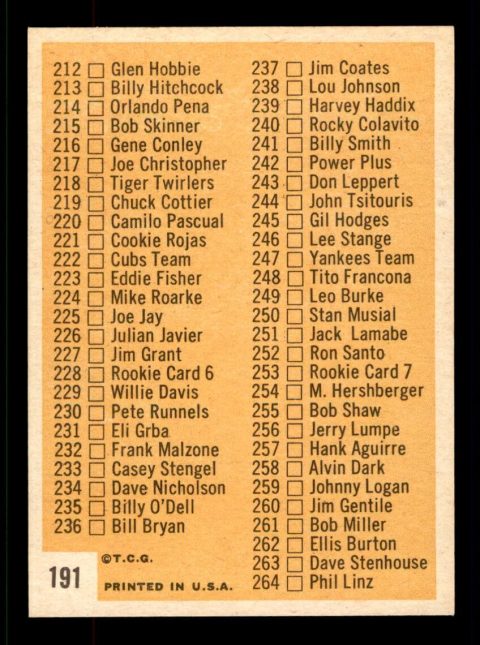 212 Glen Hobbie
213 Billy Hitchcock
214 Orlando Pena
215 Bob Skinner
216 Gene Conley
217 Joe Christopher
218 Tiger Twirlers
219 Chuck Cottier
220 Camilo Pascual
221 Cookie Rojas
222 Cubs Team
223 Eddie Fisher
224 Mike Roarke
225 Joe Jay
226 Julian Javier
227 Jim Grant
228 Rookie Card 6
229 Willie Davis
230 Pete Runnels
231 Eli Grba
232 Frank Malzone
233 Casey Stengel
234 Dave Nicholson
235 Billy O'Dell
236 Bill Bryan
237 Jim Coates
238 Lou Johnson
239 Harvey Haddix
240 Rocky Colavito
241 Billy Smith
242 Power Plus
243 Don Leppert
244 John Tsitouris
245 Gil Hodges
246 Lee Stange
247 Yankees Team
248 Tito Francona
249 Leo Burke
250 Stan Musial
251 Jack Lamabe
252 Ron Santo
253 Rookie Card 7
254 M. Hershberger
255 Bob Shaw
256 Jerry Lumpe
257 Hank Aguirre
258 Alvin Dark
259 Johnny Logan
260 Jim Gentile
261 Bob Miller
262 Ellis Burton
263 Dave Stenhouse
264 Phil Linz
191
©T.C.G.
PRINTED IN U.S.A.